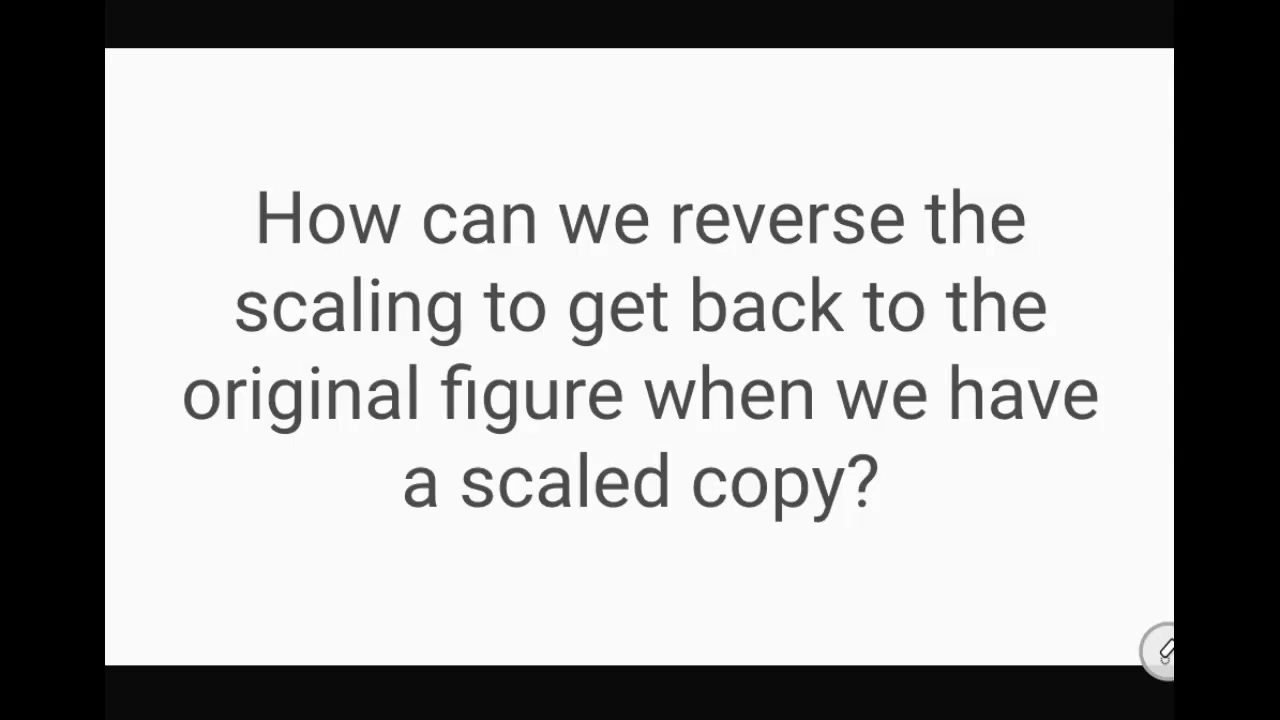 How can we reverse the
scaling to get back to the
original figure when we have
a scaled copy?